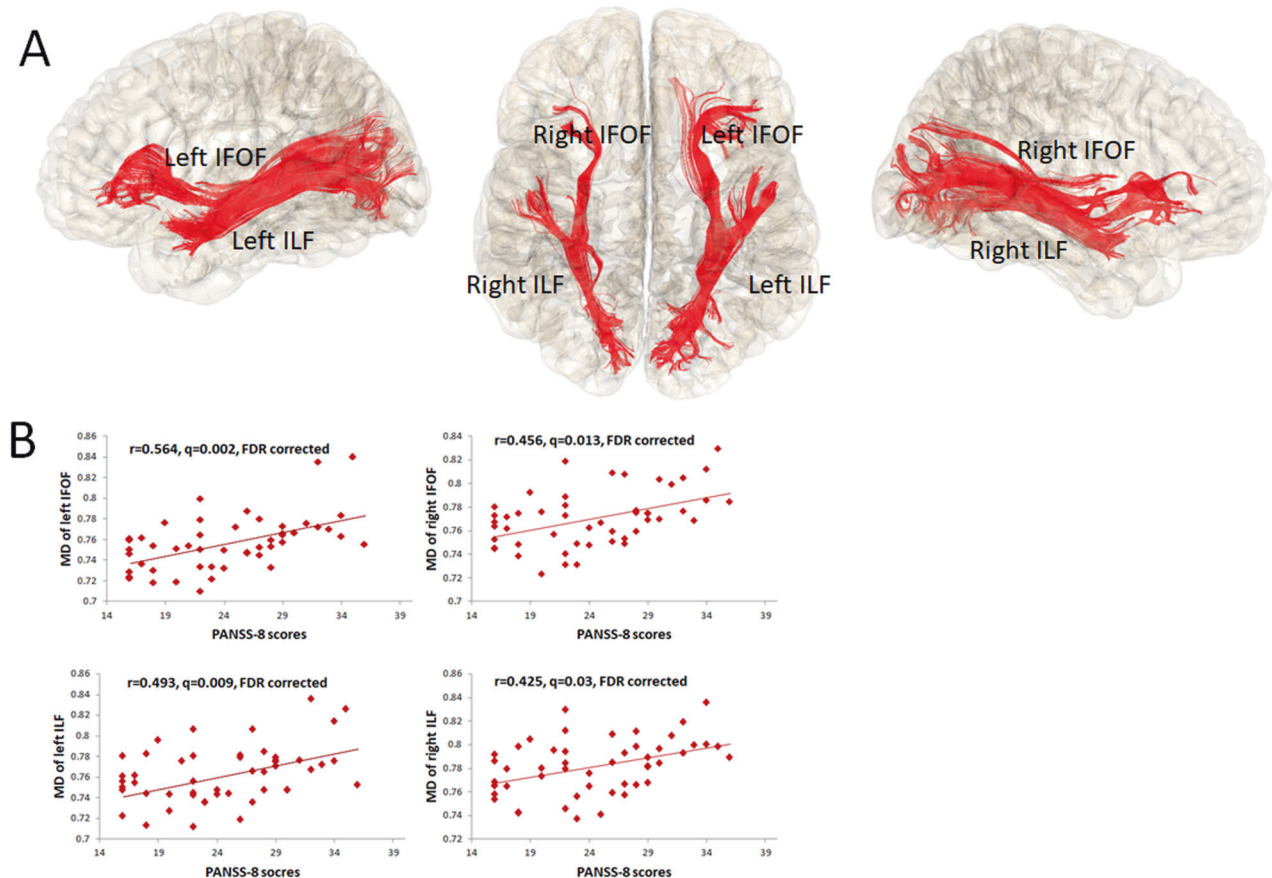 A
Left IFOF
Left ILF
Right IFOF
Left IFOF
Right ILF
Left ILF
Right IFOF
Right ILF
B
r=0.564, q=0.002, FDR corrected
MD of left IFOF
0.86
0.84
0.82
0.8
0.78
0.76
0.74
0.72
0.7
14 19 24 29 34 39
PANSS-8 scores
r=0.456, q=0.013, FDR corrected
MD of right IFOF
0.84
0.82
0.8
0.78
0.76
0.74
0.72
0.7
14 19 24 29 34 39
PANSS-8 scores
r=0.493, q=0.009, FDR corrected
MD of left ILF
0.86
0.84
0.82
0.8
0.78
0.76
0.74
0.72
0.7
14 19 24 29 34 39
PANSS-8 socres
r=0.425, q=0.03, FDR corrected
MD of right ILF
0.86
0.84
0.82
0.8
0.78
0.76
0.74
0.72
14 19 24 29 34 39
PANSS-8 scores